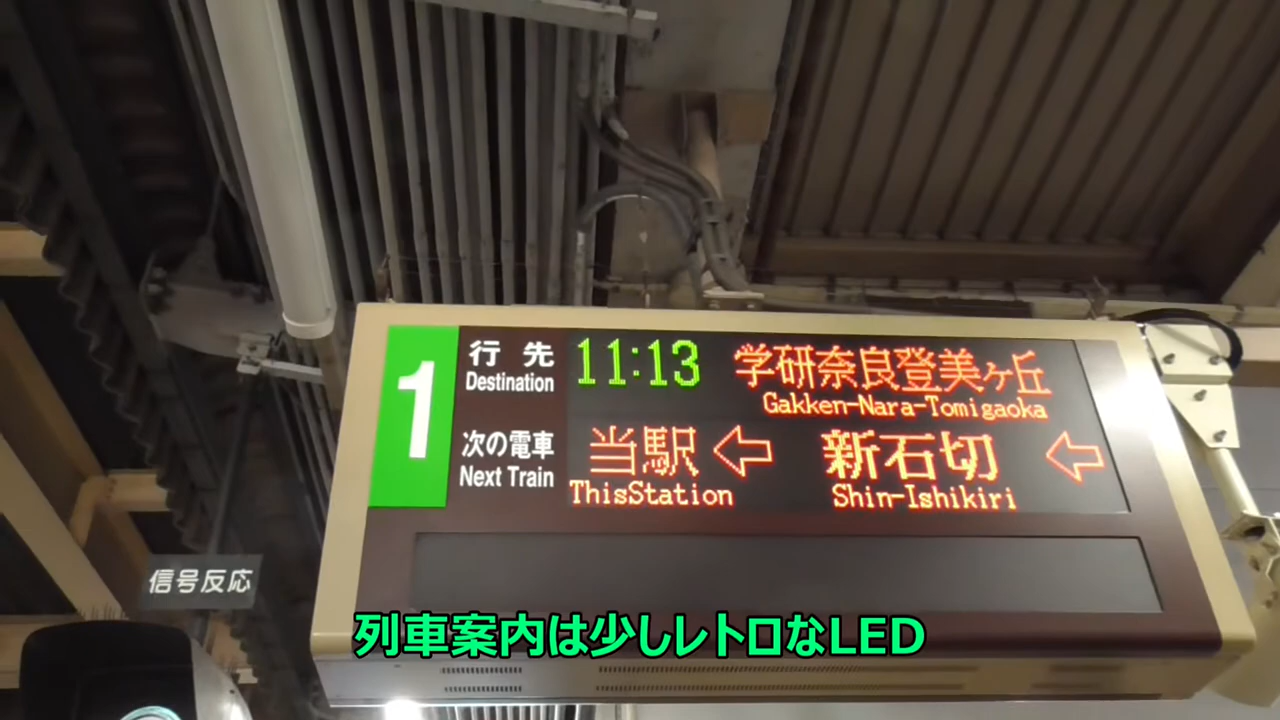 1
行先 11:13 学研奈良登美ヶ丘
Destination Gakken-Nara-Tomigaoka
次の電車 当駅 ⇦ 新石切 ⇦
Next Train ThisStation Shin-Ishikiri
信号反応
列車案内は少しレトロなLED